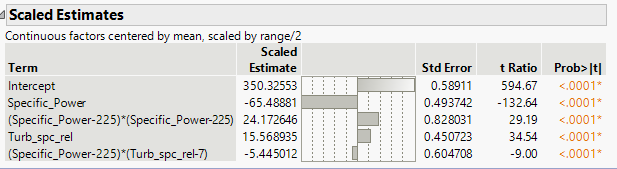 Scaled Estimates
Continuous factors centered by mean, scaled by range/2
Scaled
Term Estimate Std Error t Ratio Prob>|t|
Intercept 350.32553 0.58911 594.67 <.0001*
Specific_Power -65.48881 0.493742 -132.64 <.0001*
(Specific_Power-225)*(Specific_Power-225) 24.172646 0.828031 29.19 <.0001*
Turb_spc_rel 15.568935 0.450723 34.54 <.0001*
(Specific_Power-225)*(Turb_spc_rel-7) -5.445012 0.604708 -9.00 <.0001*